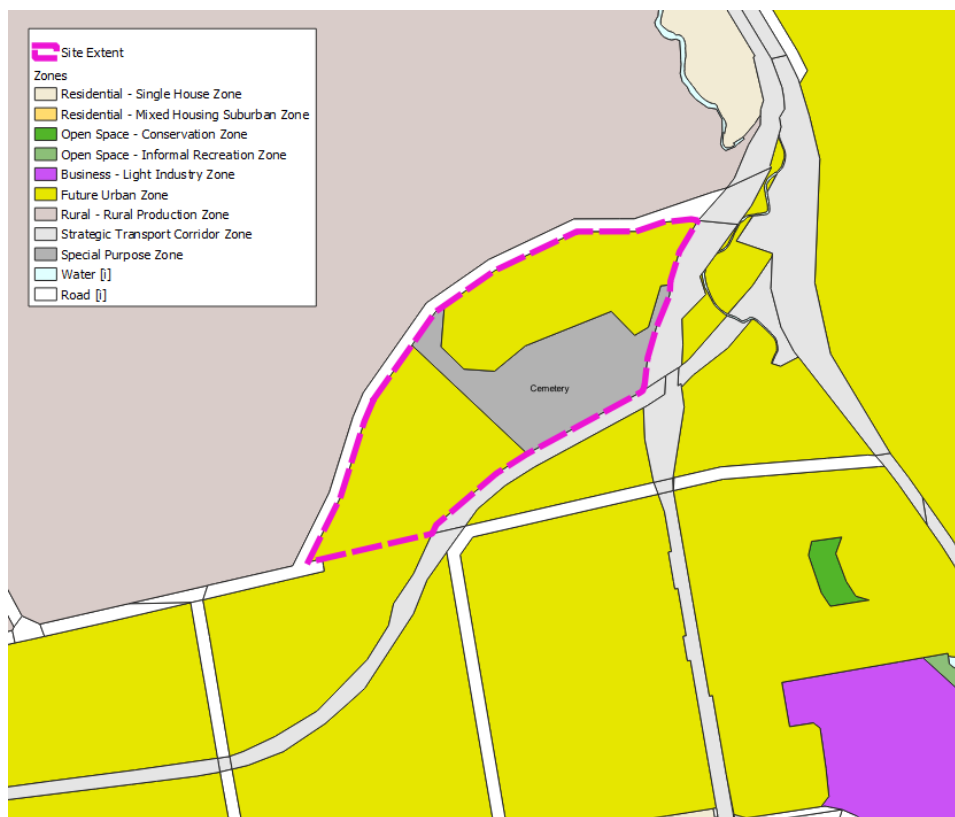 Site Extent
Zones
Residential - Single House Zone
Residential - Mixed Housing Suburban Zone
Open Space - Conservation Zone
Open Space - Informal Recreation Zone
Business - Light Industry Zone
Future Urban Zone
Rural - Rural Production Zone
Strategic Transport Corridor Zone
Special Purpose Zone
Water [i]
Road [i]
Cemetery